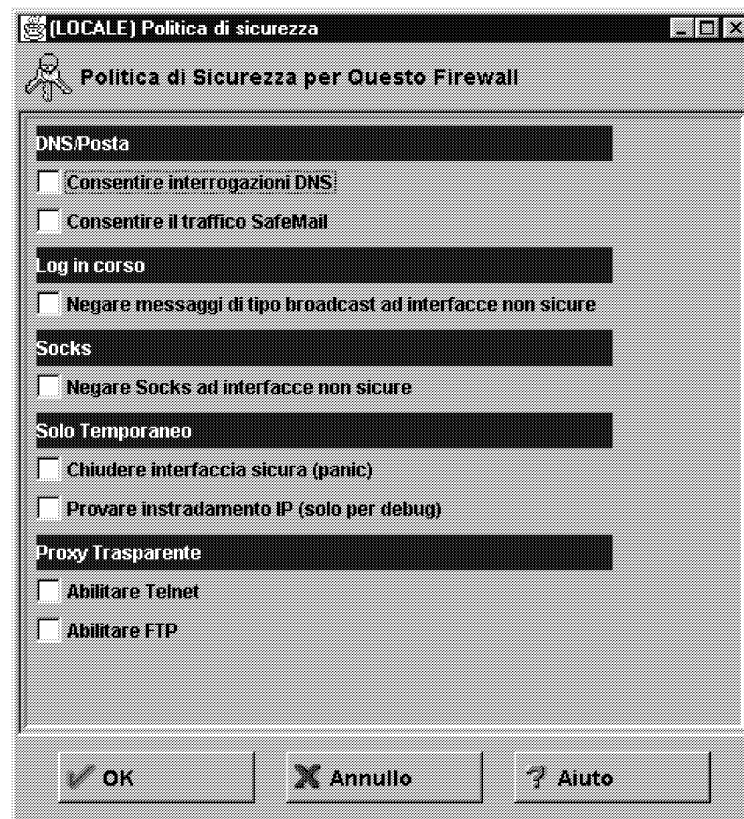 (LOCALE) Politica di sicurezza
Politica di Sicurezza per Questo Firewall
DNS/Posta
Consentire interrogazioni DNS
Consentire il traffico SafeMail
Log in corso
Negare messaggi di tipo broadcast ad interfacce non sicure
Socks
Negare Socks ad interfacce non sicure
Solo Temporaneo
Chiudere interfaccia sicura (panic)
Provare instradamento IP (solo per debug)
Proxy Trasparente
Abilitare Telnet
Abilitare FTP
OK Annullo ? Aiuto